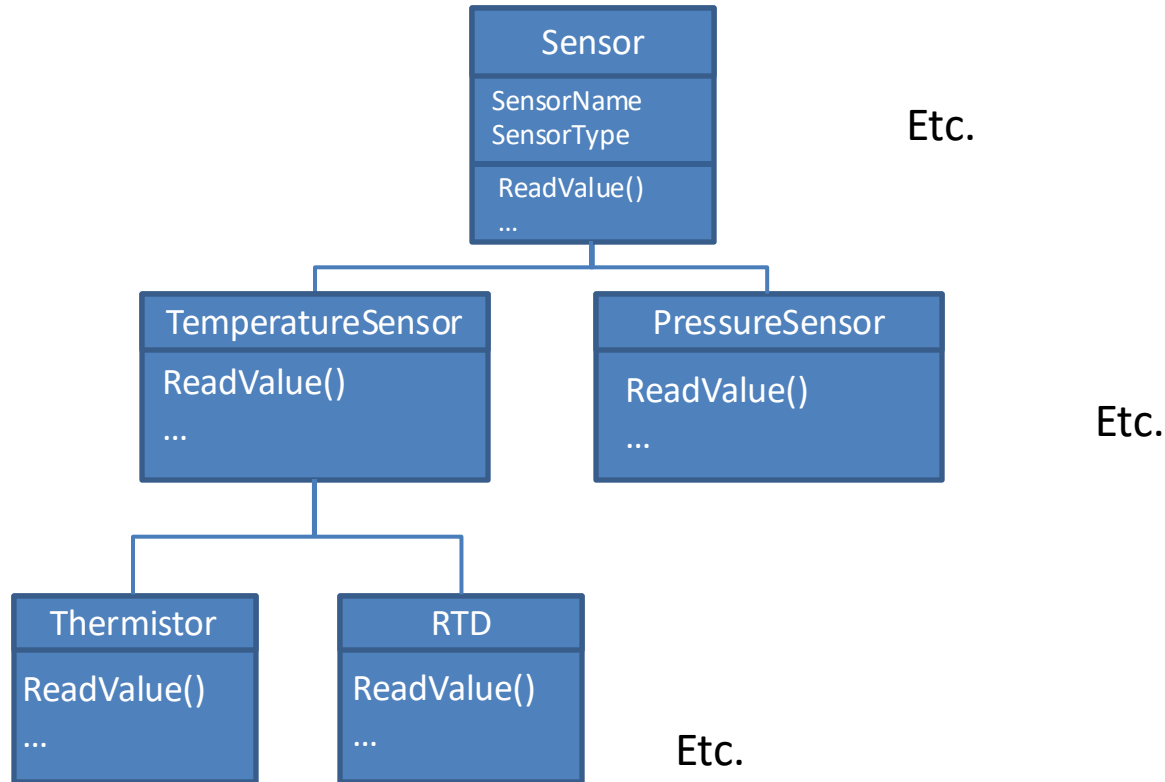 Sensor
SensorName
SensorType
Etc.
ReadValue()
...
TemperatureSensor
ReadValue()
...
PressureSensor
ReadValue()
...
Etc.
Thermistor
ReadValue()
...
RTD
ReadValue()
...
Etc.